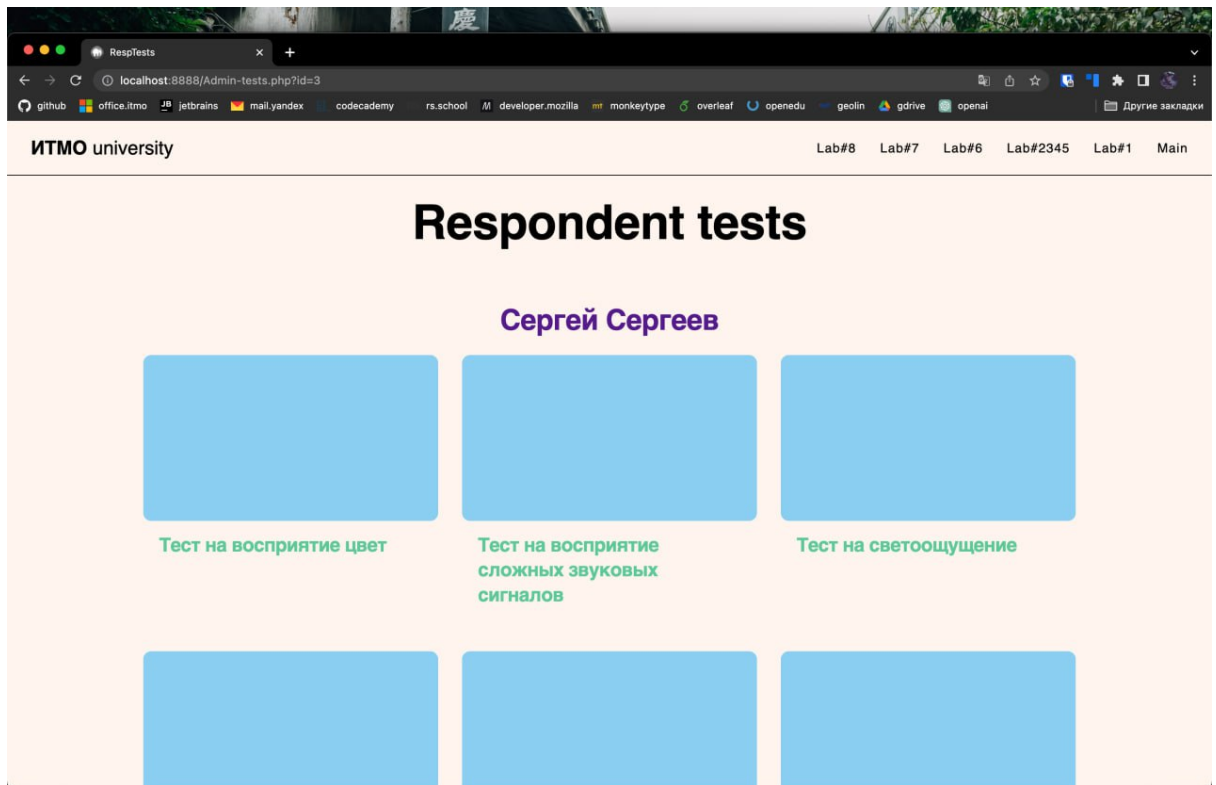 慶
RespTests
localhost:8888/Admin-tests.php?id=3
github office.itmo jetbrains mail.yandex codecademy rs.school developer.mozilla monkeytype overleaf openedu geolin gdrive openai Другие закладки
ИТМО university Lab#8 Lab#7 Lab#6 Lab#2345 Lab#1 Main
Respondent tests
Сергей Сергеев
Тест на восприятие цвет
Тест на восприятие
сложных звуковых
сигналов
Тест на светоощущение